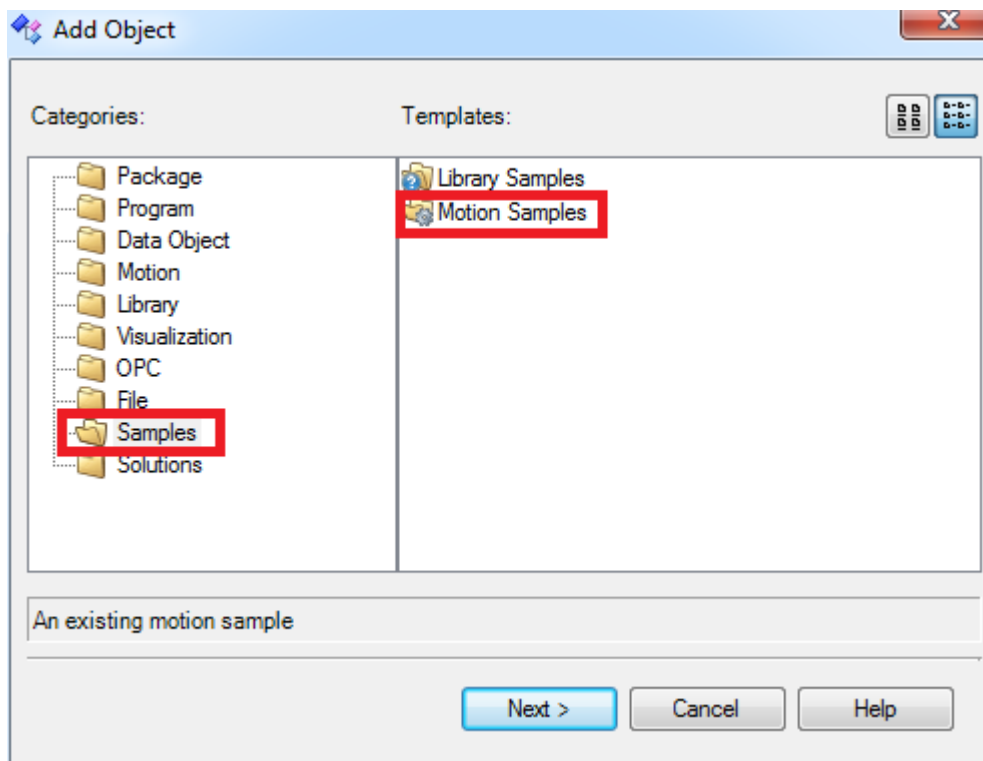 Add Object
Categories:
Templates:
Package
Program
Data Object
Motion
Library
Visualization
OPC
File
Samples
Solutions
Library Samples
Motion Samples
An existing motion sample
Next >
Cancel
Help